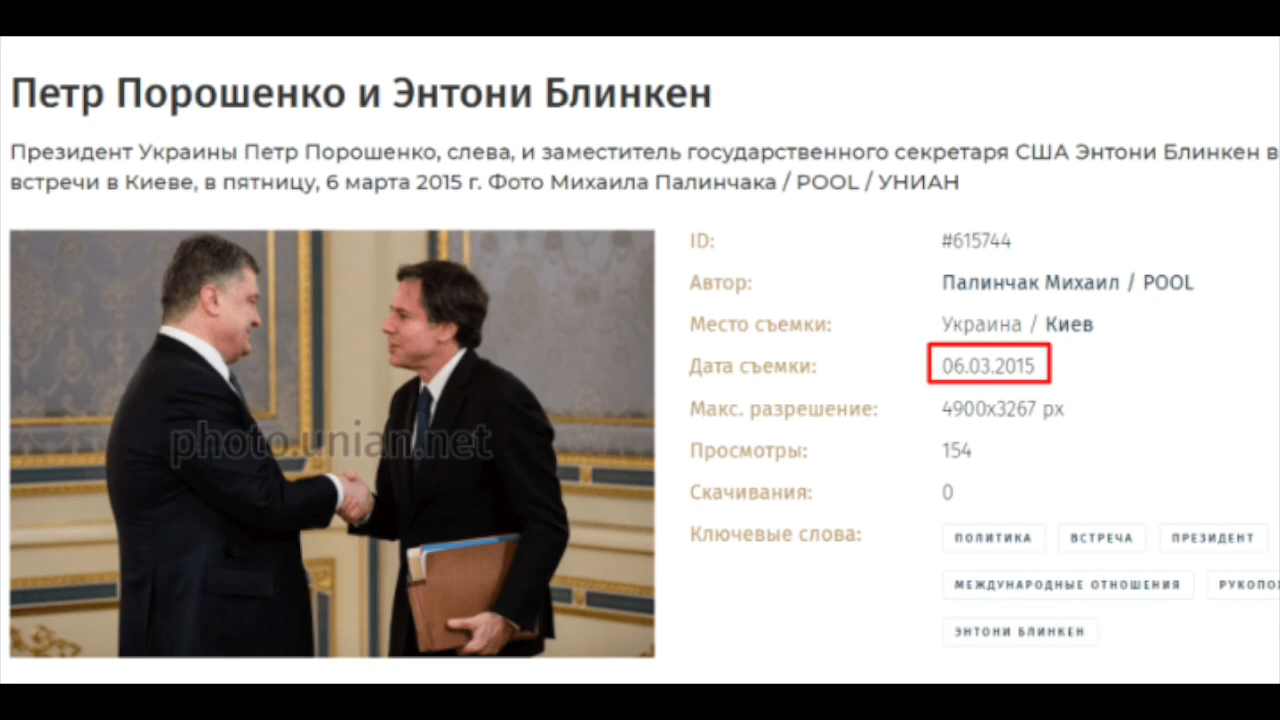 Петр Порошенко и Энтони Блинкен
Президент Украины Петр Порошенко, слева, и заместитель государственного секретаря США Энтони Блинкен в
встречи в Киеве, в пятницу, 6 марта 2015 г. Фото Михаила Палинчака / POOL / УНИАН
photo.unian.net
ID: #615744
Автор: Палинчак Михаил / POOL
Место съемки: Украина / Киев
Дата съемки: 06.03.2015
Макс. разрешение: 4900x3267 px
Просмотры: 154
Скачивания: 0
Ключевые слова: ПОЛИТИКА ВСТРЕЧА ПРЕЗИДЕНТ
МЕЖДУНАРОДНЫЕ ОТНОШЕНИЯ
ЭНТОНИ БЛИНКЕН